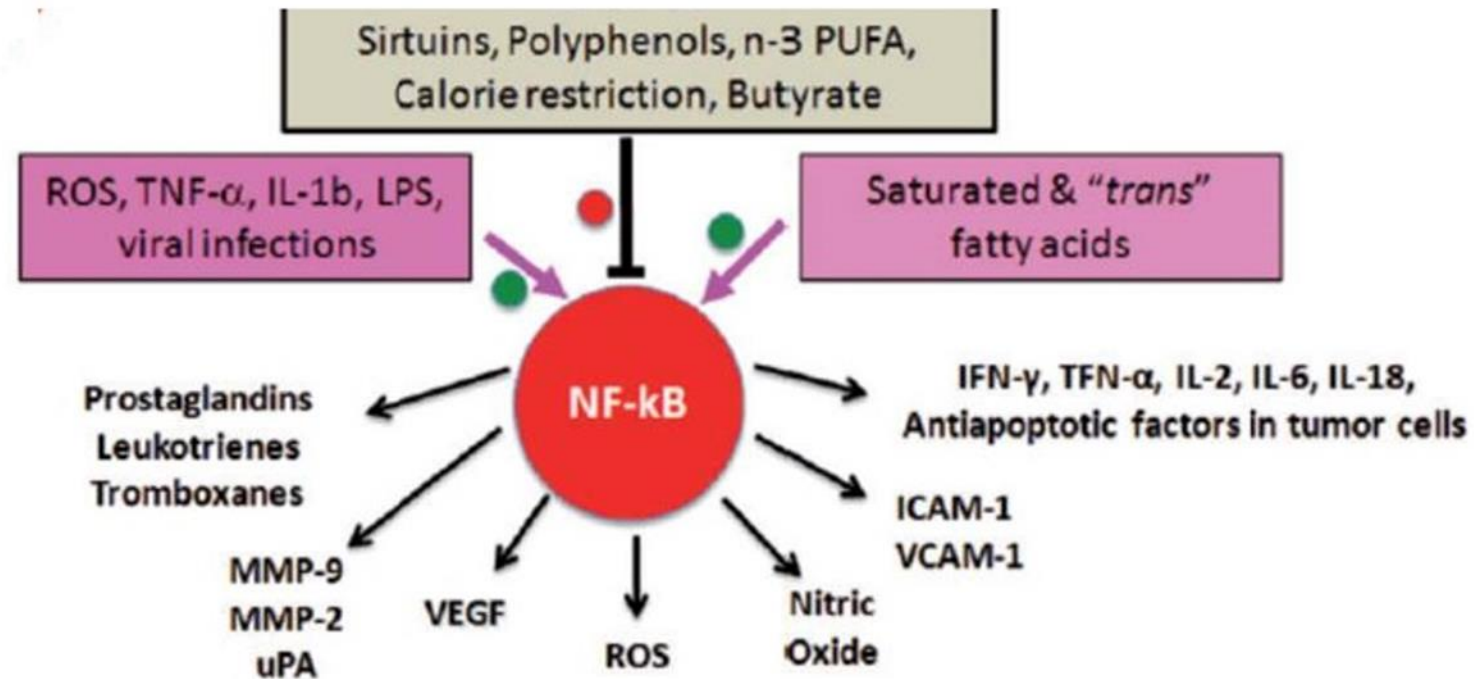 Sirtuins, Polyphenols, n-3 PUFA,
Calorie restriction, Butyrate
ROS, TNF-α, IL-1b, LPS,
viral infections
Saturated & “trans”
fatty acids
NF-kB
Prostaglandins
Leukotrienes
Tromboxanes
MMP-9
MMP-2
uPA
VEGF
ROS
Nitric
Oxide
ICAM-1
VCAM-1
IFN-γ, TFN-α, IL-2, IL-6, IL-18,
Antiapoptotic factors in tumor cells